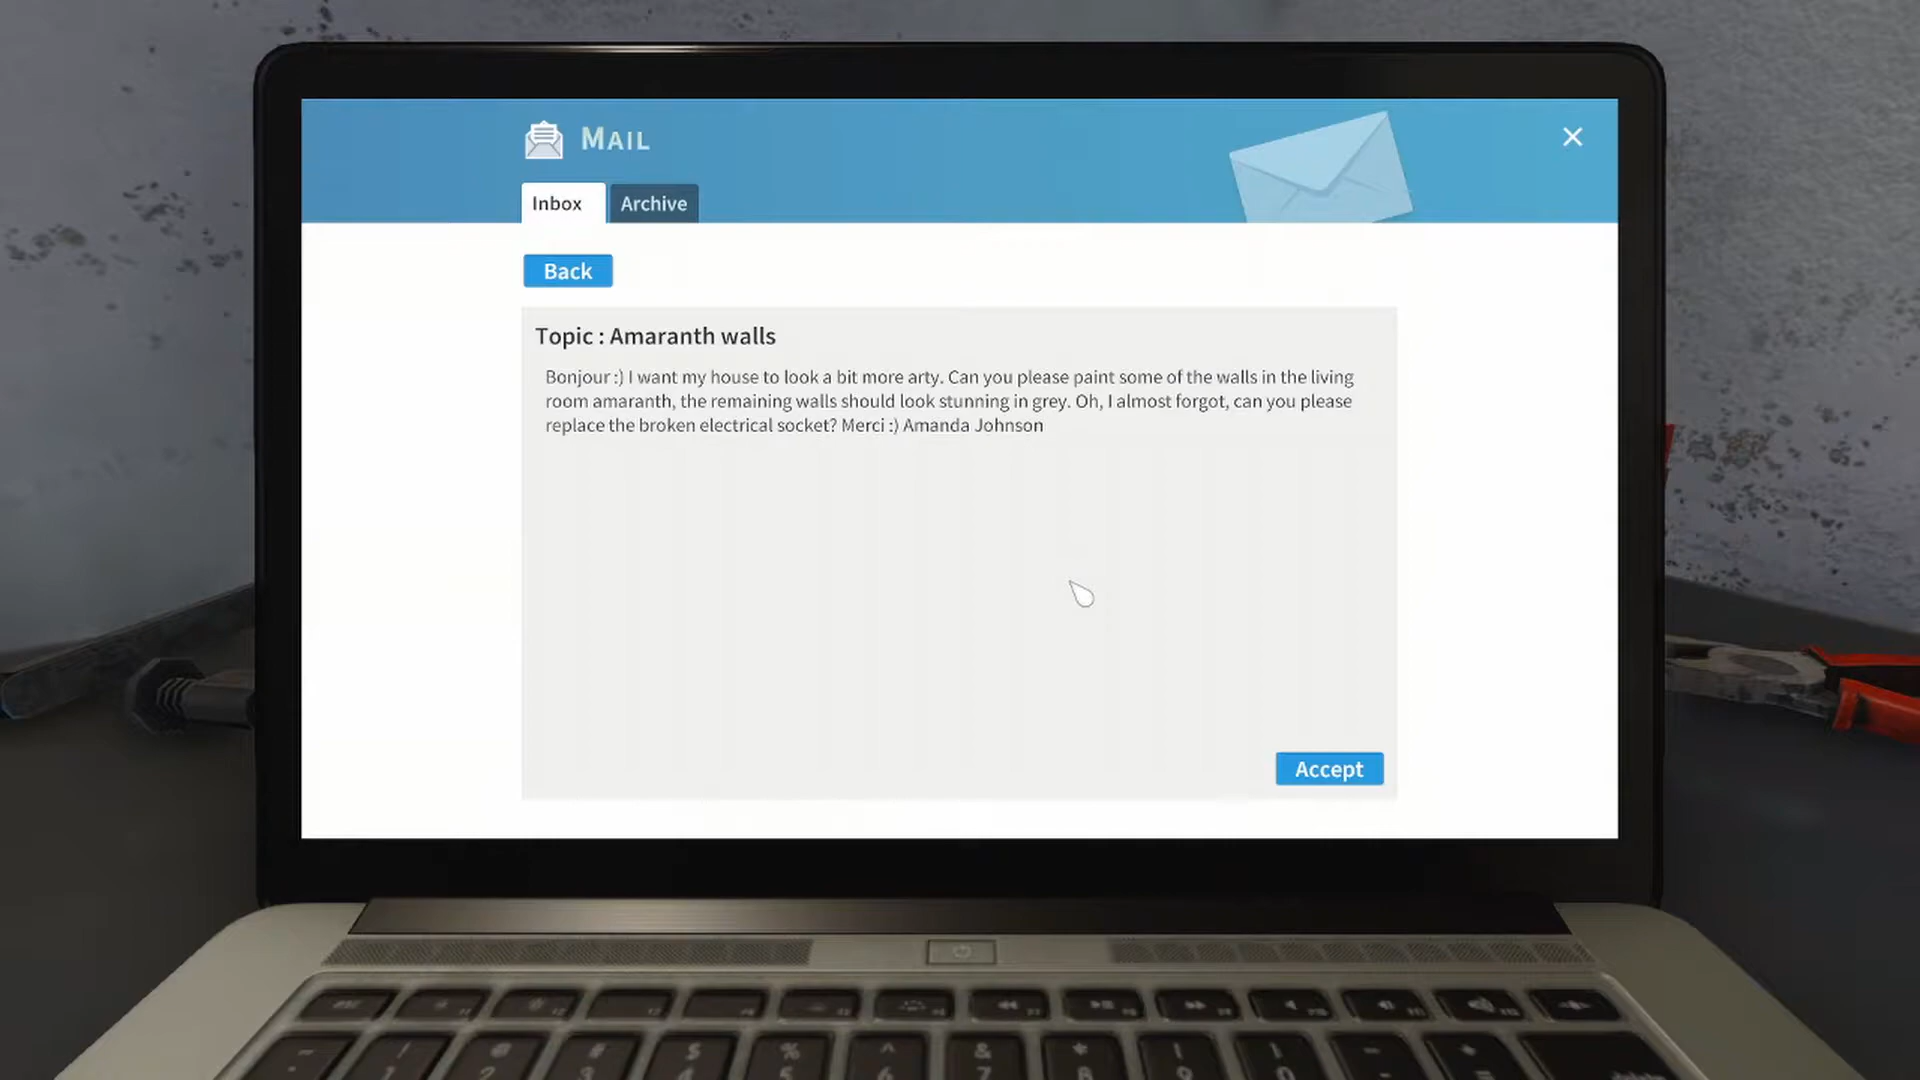 MAIL
Inbox
Archive
Back
Topic : Amaranth walls
Bonjour :) I want my house to look a bit more arty. Can you please paint some of the walls in the living
room amaranth, the remaining walls should look stunning in grey. Oh, I almost forgot, can you please
replace the broken electrical socket? Merci :) Amanda Johnson
Accept